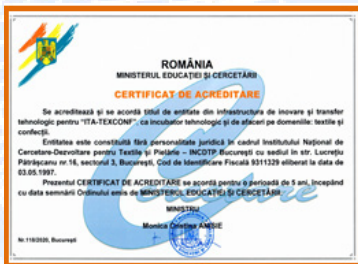 ROMÂNIA
MINISTERUL EDUCAȚIEI ȘI CERCETĂRII
CERTIFICAT DE ACREDITARE
Se acreditează și se acordă titlul de entitate din infrastructura de inovare și transfer
tehnologic pentru "ITA-TEXCONF", ca incubator tehnologic și de afaceri pe domeniile: textile și
confecții.
Entitatea este constituită fără personalitate juridică în cadrul Institutului Național de
Cercetare-Dezvoltare pentru Textile și Pielărie – INCDTP București cu sediul în str. Lucrețiu
Pătrășcanu nr.16, sectorul 3, București, Cod de Identificare Fiscală 9311329 eliberat la data de
03.05.1997.
Prezentul CERTIFICAT DE ACREDITARE se acordă pentru o perioadă de 5 ani, începând
cu data semnării Ordinului emis de MINISTERUL EDUCAȚIEI ȘI CERCETĂRII.
MINISTRU
Monica Cristina ANISIE
Nr.118/2020, București